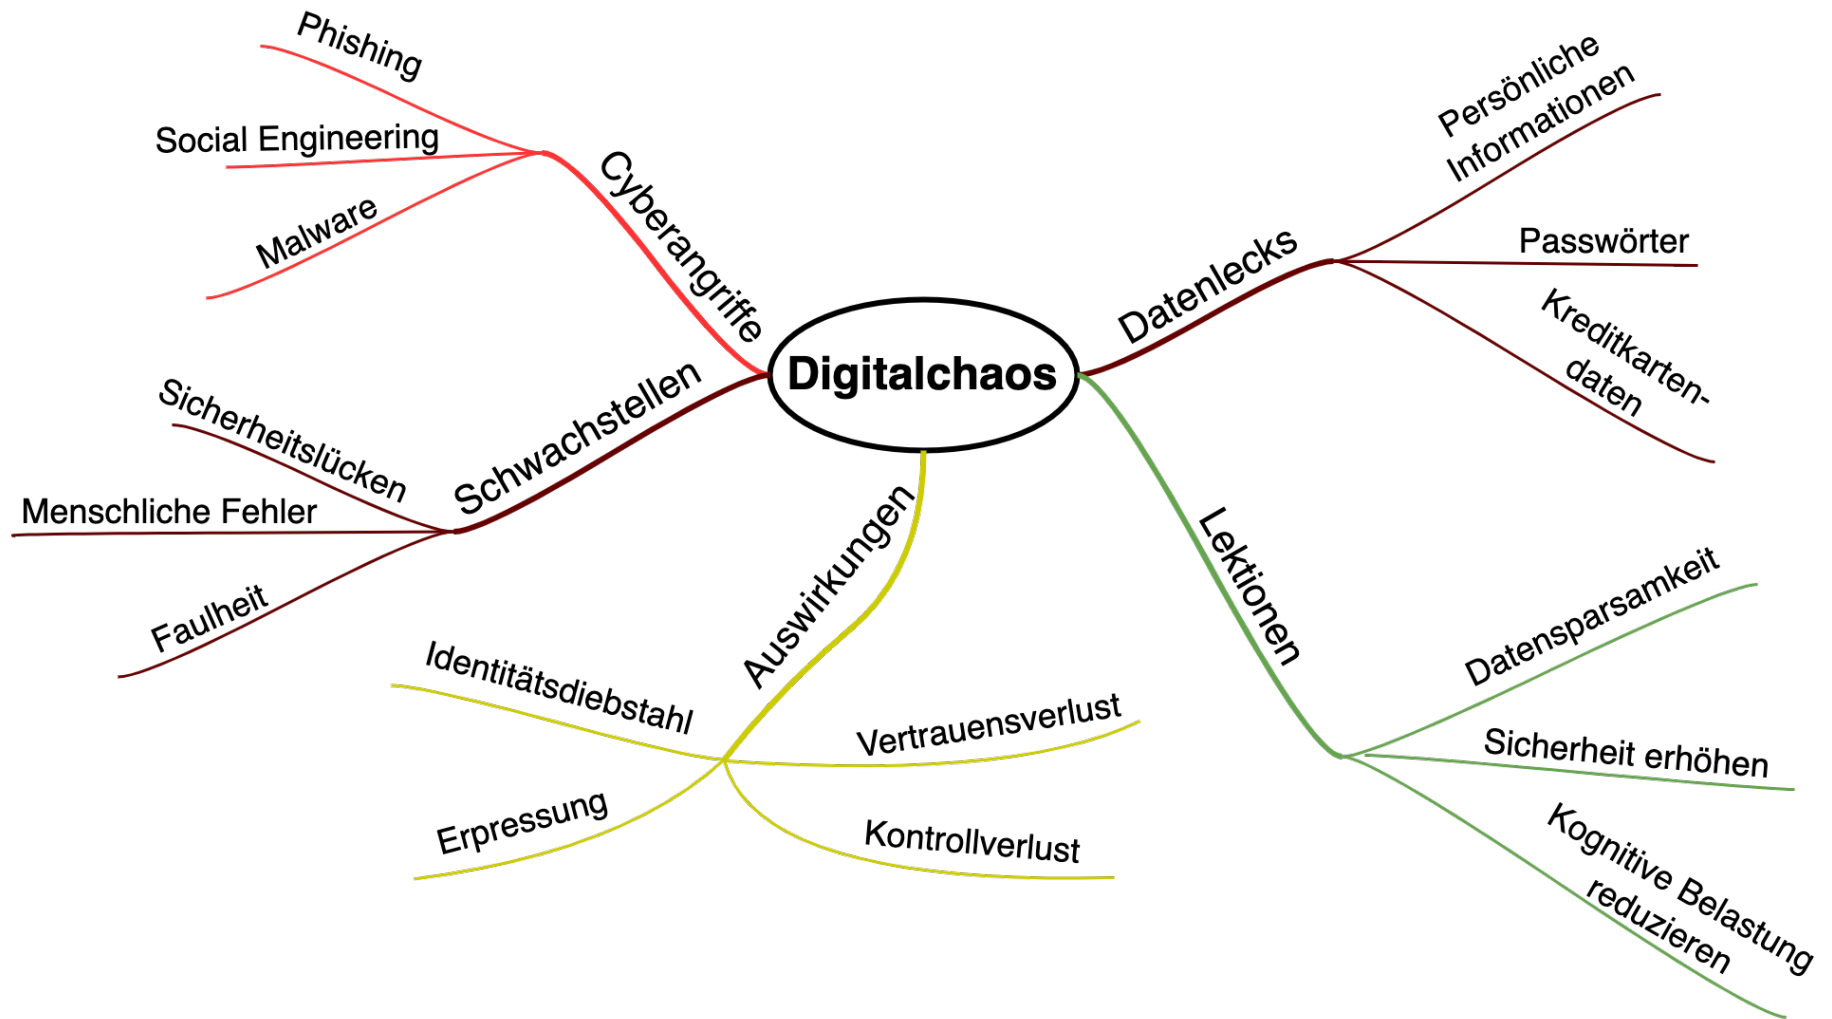 Digitalchaos
Cyberangriffe
Phishing
Social Engineering
Malware
Schwachstellen
Sicherheitslücken
Menschliche Fehler
Faulheit
Auswirkungen
Identitätsdiebstahl
Erpressung
Vertrauensverlust
Kontrollverlust
Datenlecks
Persönliche
Informationen
Passwörter
Kreditkarten-
daten
Lektionen
Datensparsamkeit
Sicherheit erhöhen
Kognitive Belastung
reduzieren